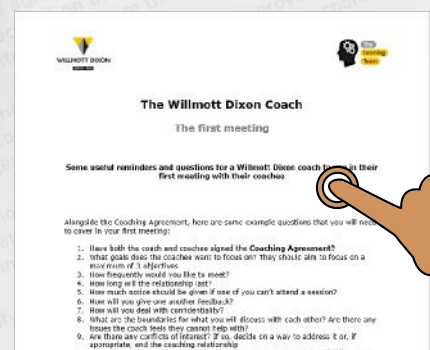 WILLMOTT DIXON
The
Learning
Team
The Willmott Dixon Coach
The first meeting
Some useful reminders and questions for a Willmott Dixon coach to use in their
first meeting with their coachee
Alongside the Coaching Agreement, here are some example questions that you will need
to cover in your first meeting:
1. Have both the coach and coachee signed the Coaching Agreement?
2. What goals does the coachee want to focus on? They should aim to focus on a
maximum of 3 objectives
3. How frequently would you like to meet?
4. How long will the relationship last?
5. How much notice should be given if one of you can't attend a session?
6. How will you give one another feedback?
7. How will you deal with confidentiality?
8. What are the boundaries for what you will discuss with each other? Are there any
issues the coach feels they cannot help with?
9. Are there any conflicts of interest? If so, decide on a way to address it or, if
appropriate, end the coaching relationship